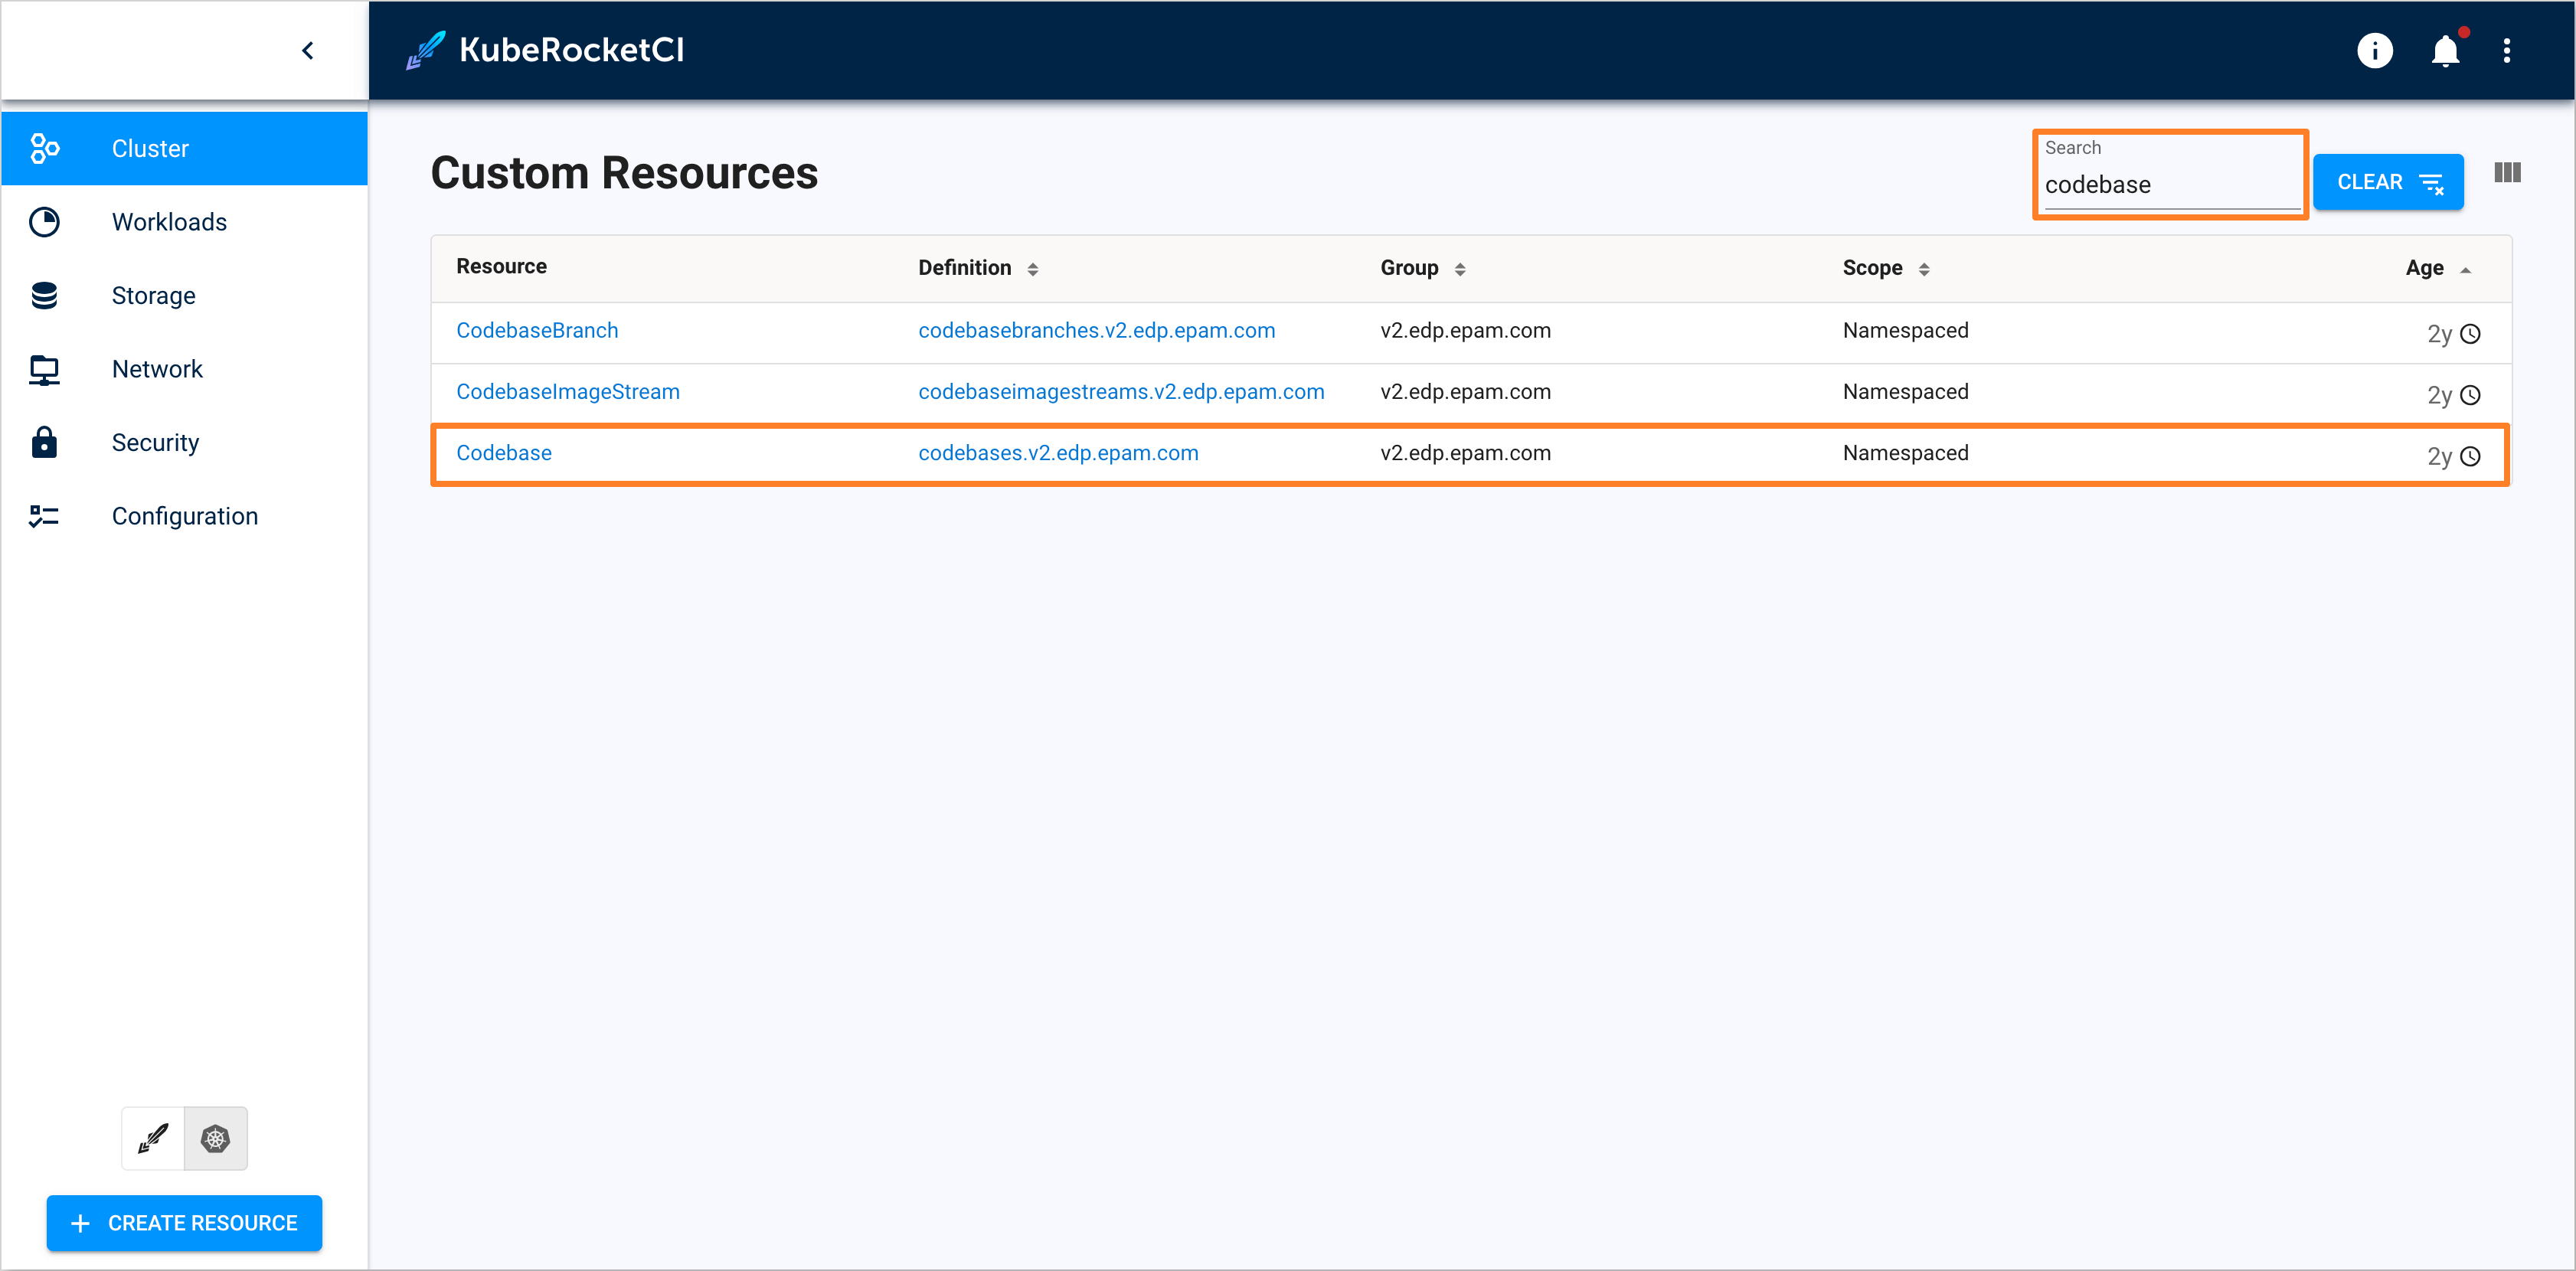 KubeRocketCI
Cluster
Workloads
Storage
Network
Security
Configuration
CREATE RESOURCE
Custom Resources
Search
codebase
CLEAR
Resource Definition Group Scope Age
CodebaseBranch codebasebranches.v2.edp.epam.com v2.edp.epam.com Namespaced 2y
CodebaseImageStream codebaseimagestreams.v2.edp.epam.com v2.edp.epam.com Namespaced 2y
Codebase codebases.v2.edp.epam.com v2.edp.epam.com Namespaced 2y